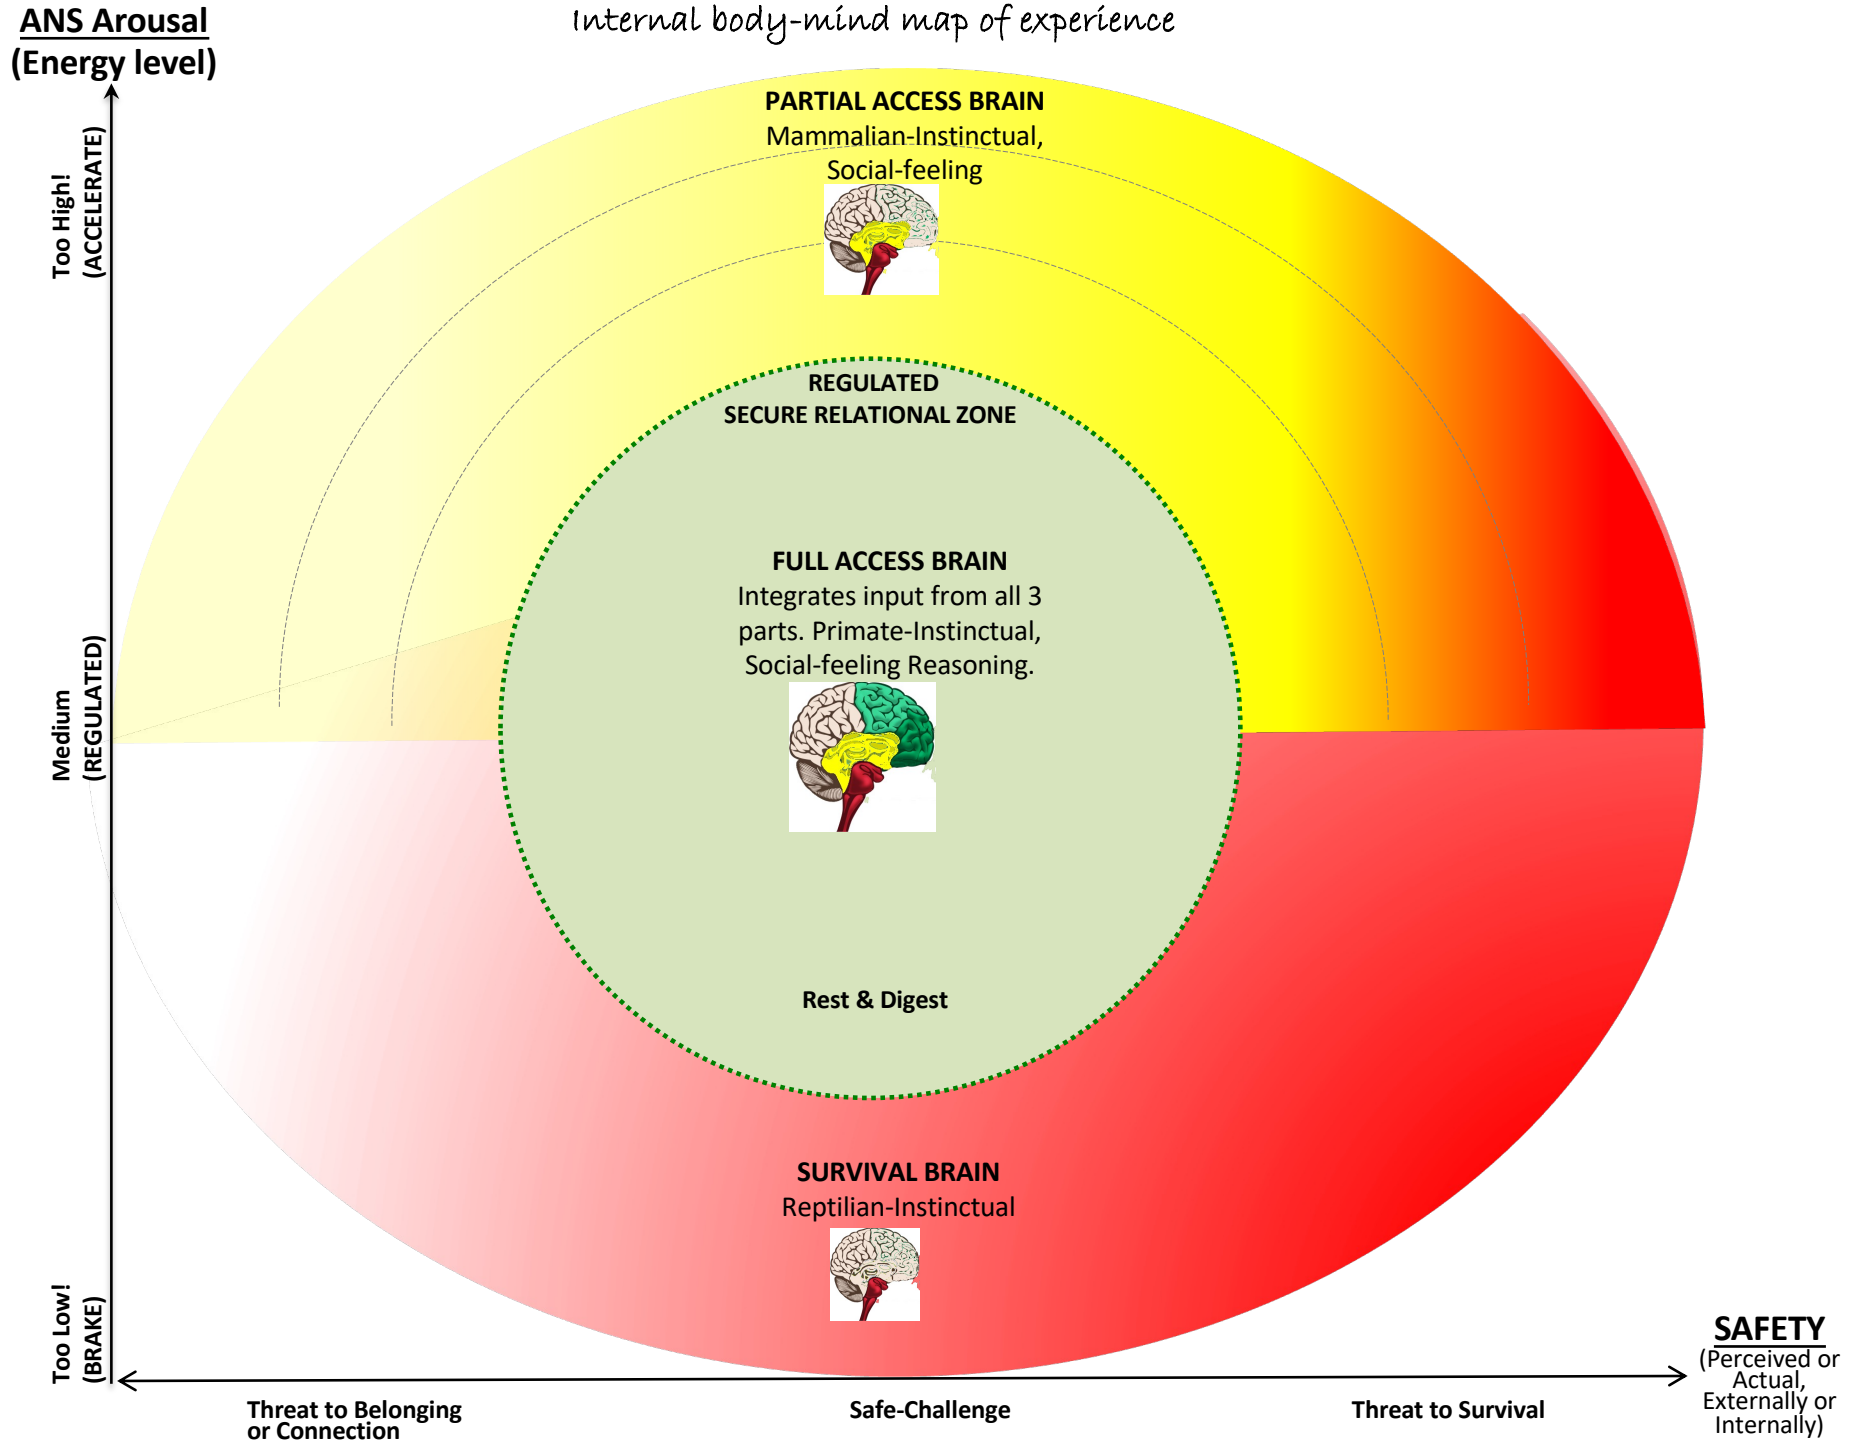 ANS Arousal
(Energy level)
Internal body-mind map of experience
Too High!
(ACCELERATE)
PARTIAL ACCESS BRAIN
Mammalian-Instinctual,
Social-feeling
REGULATED
SECURE RELATIONAL ZONE
FULL ACCESS BRAIN
Integrates input from all 3
parts. Primate-Instinctual,
Social-feeling Reasoning.
Medium
(REGULATED)
Rest & Digest
SURVIVAL BRAIN
Reptilian-Instinctual
Too Low!
(BRAKE)
Threat to Belonging
or Connection
Safe-Challenge
Threat to Survival
SAFETY
(Perceived or
Actual,
Externally or
Internally)